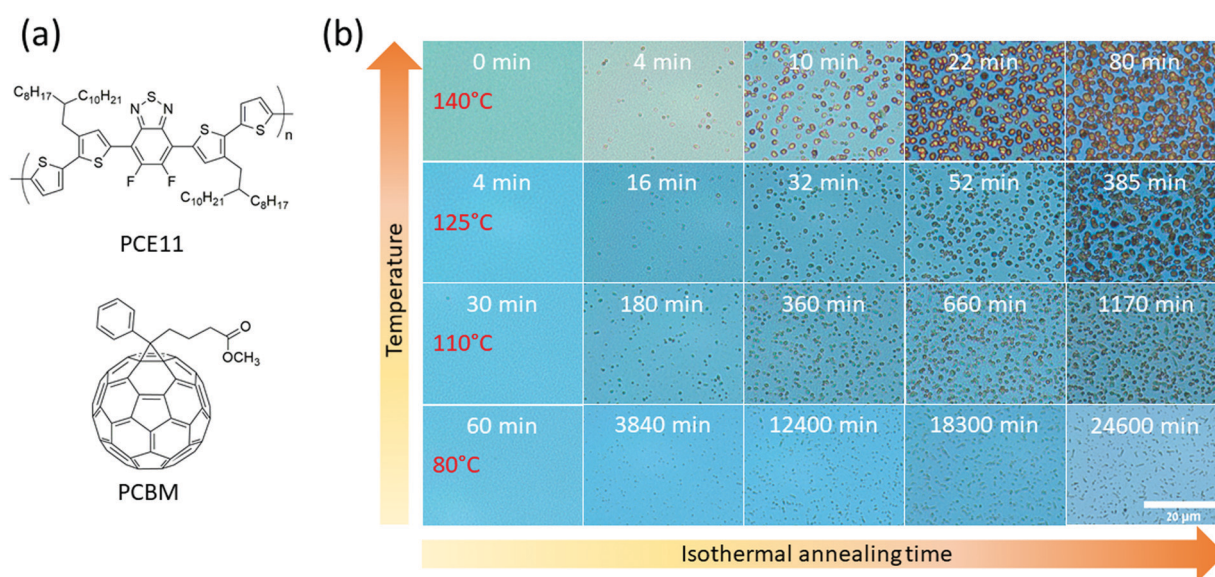 (a)
C₈H₁₇
C₁₀H₂₁
S
N
N
S
S
n
S
S
F
F
C₁₀H₂₁
C₈H₁₇
PCE11
O
OCH₃
PCBM
(b)
Temperature
0 min
4 min
10 min
22 min
80 min
140°C
4 min
16 min
32 min
52 min
385 min
125°C
30 min
180 min
360 min
660 min
1170 min
110°C
60 min
3840 min
12400 min
18300 min
24600 min
80°C
20 µm
Isothermal annealing time